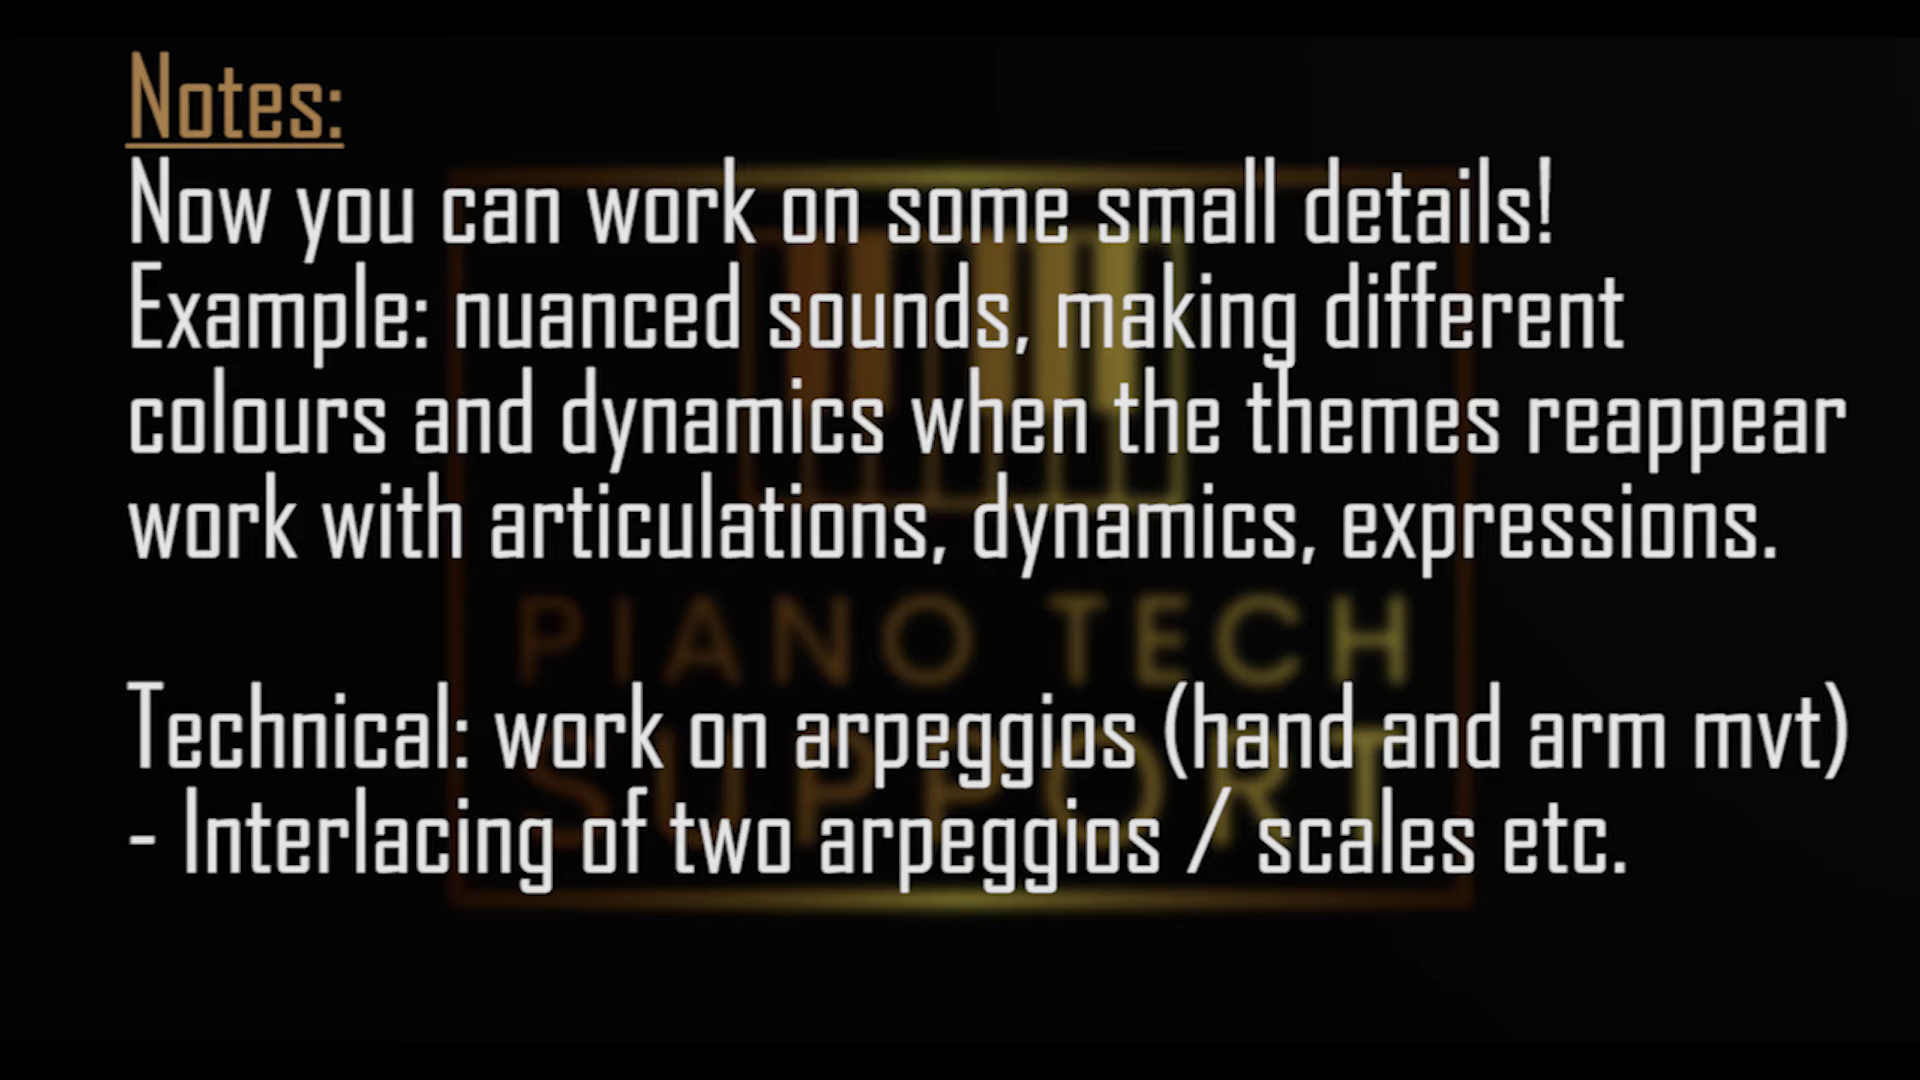 Notes:
Now you can work on some small details!
Example: nuanced sounds, making different
colours and dynamics when the themes reappear
work with articulations, dynamics, expressions.
PIANO TECH
Technical: work on arpeggios (hand and arm mvt)
SUPPORT
- Interlacing of two arpeggios / scales etc.